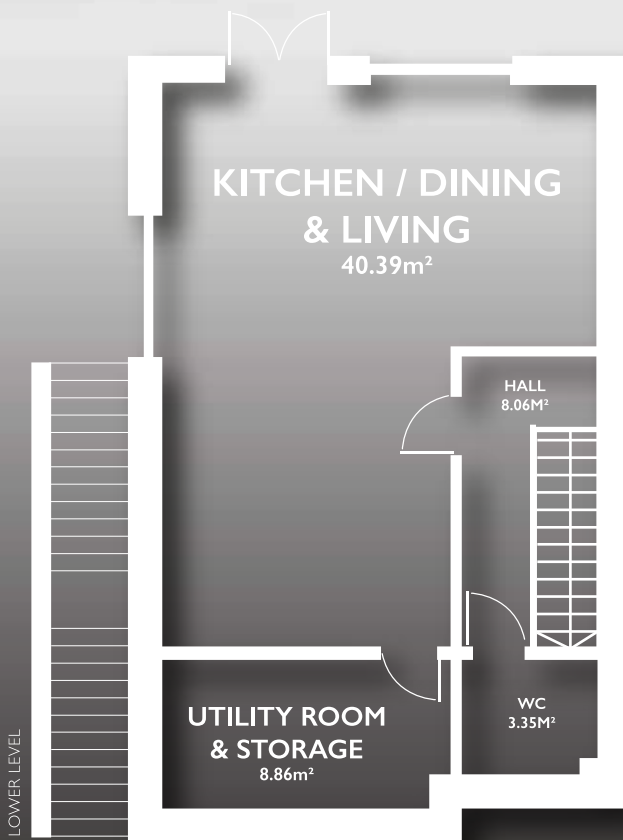 KITCHEN / DINING
& LIVING
40.39m²
HALL
8.06M²
WC
3.35M²
UTILITY ROOM
& STORAGE
8.86m²
LOWER LEVEL